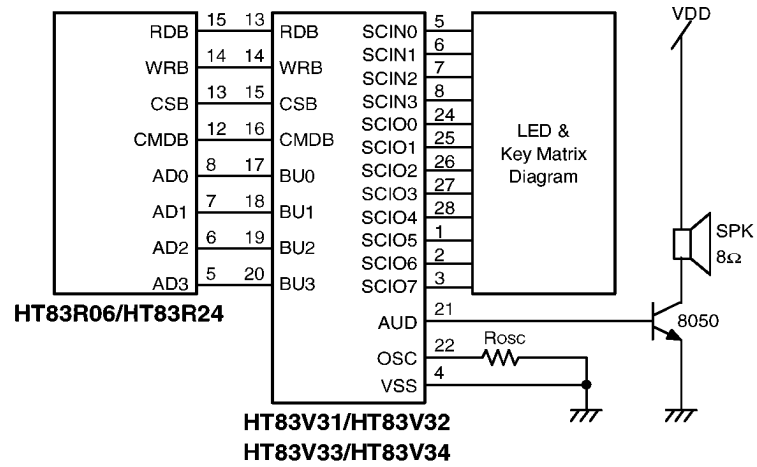 VDD
RDB 15 13 RDB SCIN0 5
SCIN1 6
WRB 14 14 WRB SCIN2 7
CSB 13 15 CSB SCIN3 8
SCIO0 24
CMDB 12 16 CMDB SCIO1 25
AD0 8 17 BU0 SCIO2 26
SCIO3 27
AD1 7 18 BU1 SCIO4 28
AD2 6 19 BU2 SCIO5 1
SCIO6 2
AD3 5 20 BU3 SCIO7 3
LED &
Key Matrix
Diagram
SPK
8Ω
HT83R06/HT83R24
AUD 21
8050
OSC 22 Rosc
VSS 4
HT83V31/HT83V32
HT83V33/HT83V34